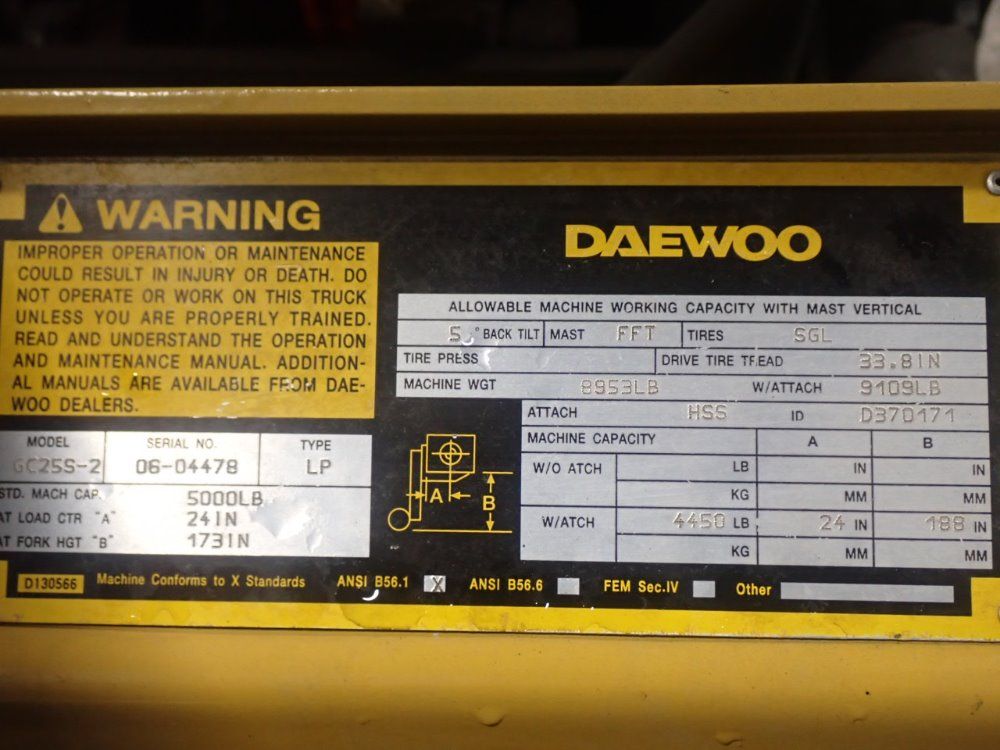 WARNING
IMPROPER OPERATION OR MAINTENANCE
COULD RESULT IN INJURY OR DEATH. DO
NOT OPERATE OR WORK ON THIS TRUCK
UNLESS YOU ARE PROPERLY TRAINED.
READ AND UNDERSTAND THE OPERATION
AND MAINTENANCE MANUAL. ADDITION-
AL MANUALS ARE AVAILABLE FROM DAE-
WOO DEALERS.
MODEL SERIAL NO. TYPE
GC25S-2 06-04478 LP
STD. MACH CAP. 5000LB
AT LOAD CTR "A" 24IN
AT FORK HGT "B" 173IN
DAEWOO
ALLOWABLE MACHINE WORKING CAPACITY WITH MAST VERTICAL
5 ° BACK TILT MAST FFT TIRES SGL
TIRE PRESS DRIVE TIRE TREAD 33.8IN
MACHINE WGT 8953LB W/ATTACH 9109LB
ATTACH HSS ID D370171
MACHINE CAPACITY A B
W/O ATCH LB IN IN
KG MM MM
W/ATCH 4450 LB 24 IN 188 IN
KG MM MM
A
B
D130566 Machine Conforms to X Standards ANSI B56.1 X ANSI B56.6 FEM Sec.IV Other